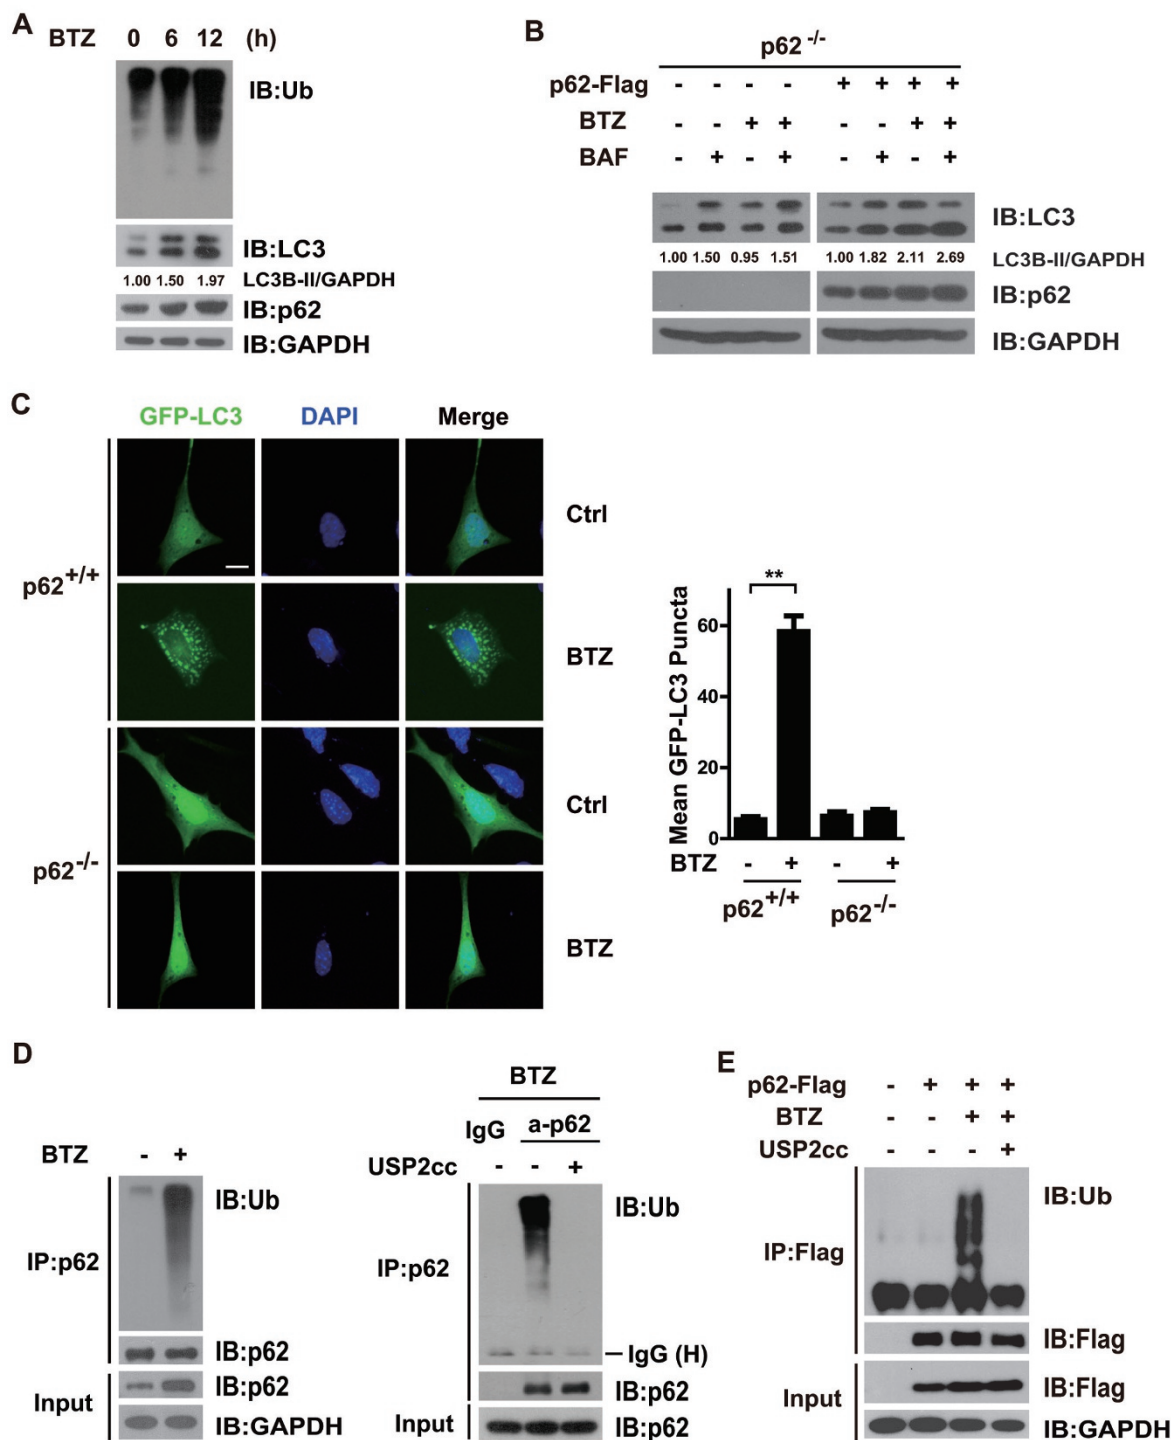 A
BTZ 0 6 12 (h)
IB:Ub
IB:LC3
1.00 1.50 1.97 LC3B-II/GAPDH
IB:p62
IB:GAPDH
B
p62 -/-
p62-Flag - - - - + + + +
BTZ - - + + - - + +
BAF - + - + - + - +
IB:LC3
1.00 1.50 0.95 1.51 1.00 1.82 2.11 2.69 LC3B-II/GAPDH
IB:p62
IB:GAPDH
C
GFP-LC3 DAPI Merge
p62+/+
Ctrl
BTZ
p62-/-
Ctrl
BTZ
Mean GFP-LC3 Puncta
**
60
40
20
0
BTZ - + - +
p62+/+ p62-/-
D
BTZ - +
IP:p62
IB:Ub
IB:p62
Input
IB:p62
IB:GAPDH
BTZ
IgG a-p62
USP2cc - - +
IP:p62
IB:Ub
IgG (H)
IB:p62
Input IB:p62
E
p62-Flag - + + +
BTZ - - + +
USP2cc - - - +
IP:Flag
IB:Ub
IB:Flag
Input
IB:Flag
IB:GAPDH